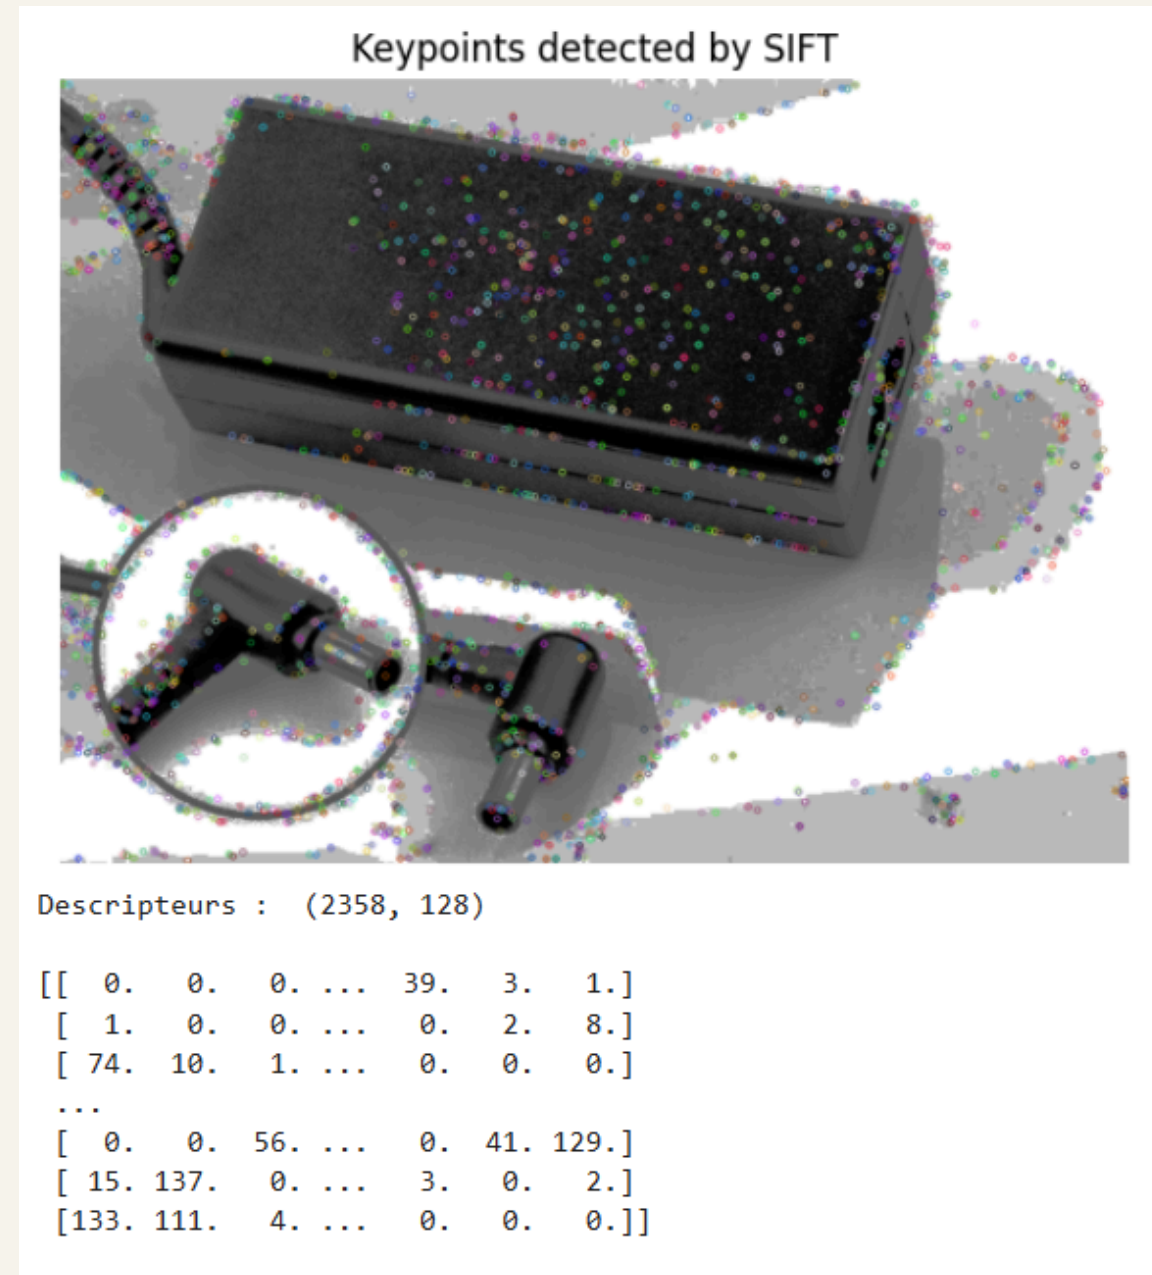 Keypoints detected by SIFT
Descripteurs :  (2358, 128)
[[  0.   0.   0. ...  39.   3.   1.]
 [  1.   0.   0. ...   0.   2.   8.]
 [ 74.  10.   1. ...   0.   0.   0.]
 ...
 [  0.   0.  56. ...   0.  41. 129.]
 [ 15. 137.   0. ...   3.   0.   2.]
 [133. 111.   4. ...   0.   0.   0.]]